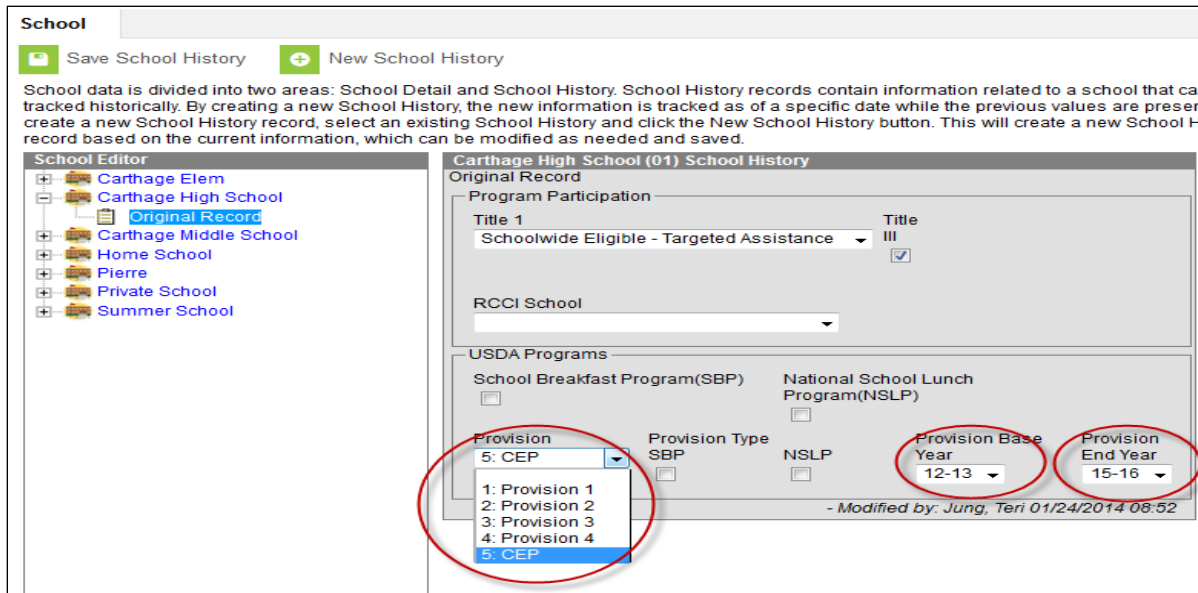 School
Save School History
New School History
School data is divided into two areas: School Detail and School History. School History records contain information related to a school that ca
tracked historically. By creating a new School History, the new information is tracked as of a specific date while the previous values are preser
create a new School History record, select an existing School History and click the New School History button. This will create a new School H
record based on the current information, which can be modified as needed and saved.
School Editor
Carthage Elem
Carthage High School
Original Record
Carthage Middle School
Home School
Pierre
Private School
Summer School
Carthage High School (01) School History
Original Record
Program Participation
Title 1
Schoolwide Eligible - Targeted Assistance
Title
III
RCCI School
USDA Programs
School Breakfast Program(SBP)
National School Lunch
Program(NSLP)
Provision
5: CEP
1: Provision 1
2: Provision 2
3: Provision 3
4: Provision 4
5: CEP
Provision Type
SBP
NSLP
Provision Base
Year
12-13
Provision
End Year
15-16
- Modified by: Jung, Teri 01/24/2014 08:52